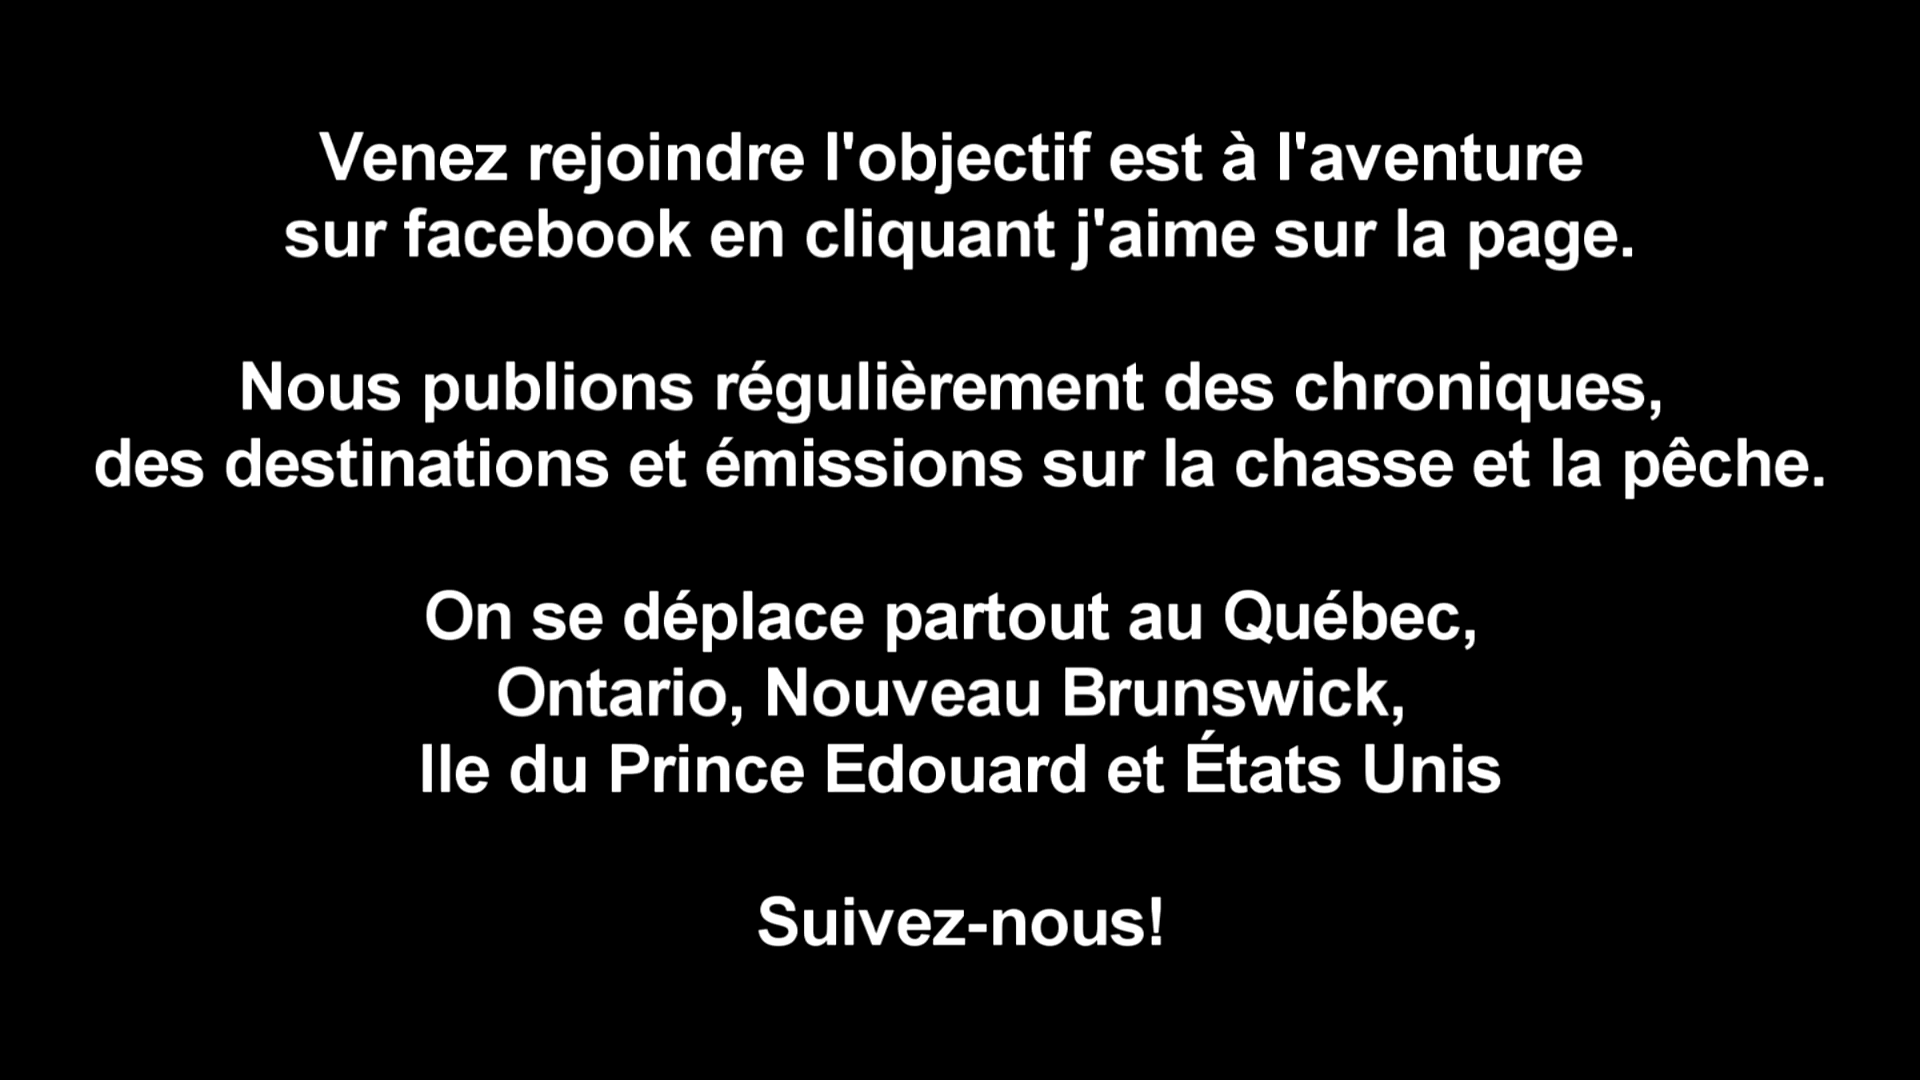 Venez rejoindre l'objectif est à l'aventure
sur facebook en cliquant j'aime sur la page.
Nous publions régulièrement des chroniques,
des destinations et émissions sur la chasse et la pêche.
On se déplace partout au Québec,
Ontario, Nouveau Brunswick,
Ile du Prince Edouard et États Unis
Suivez-nous!